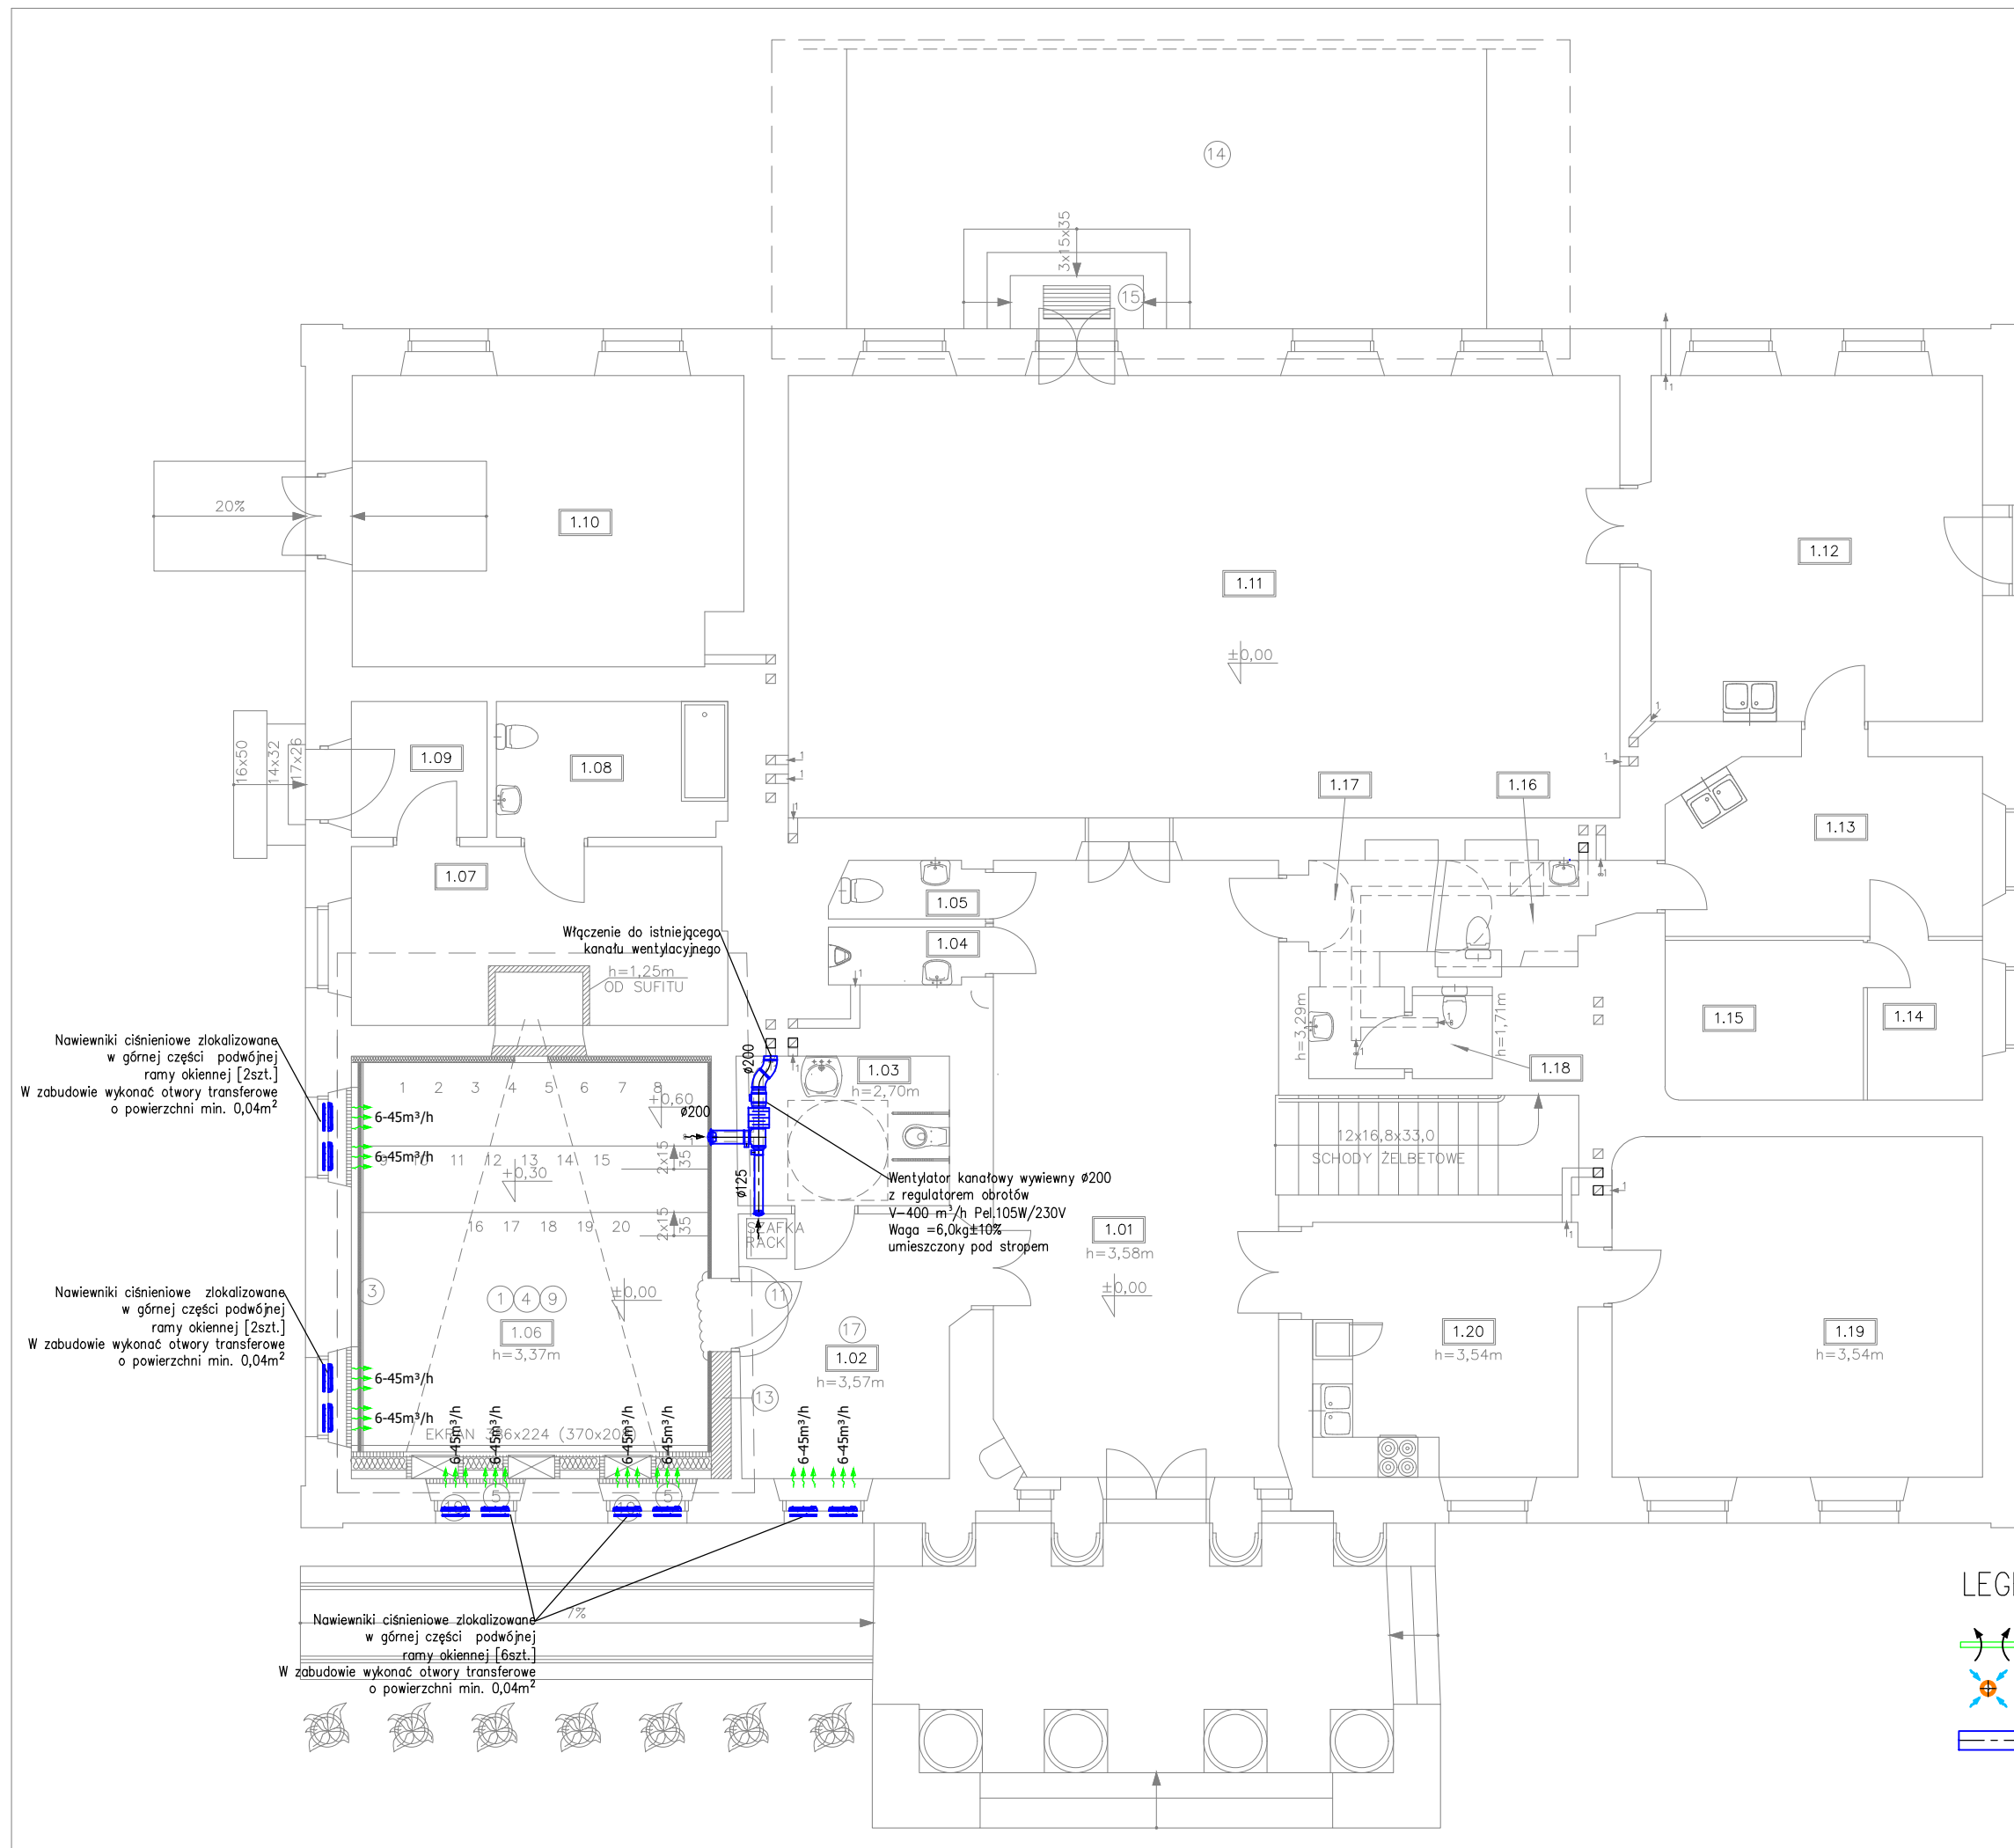 14
3x15x35
15
20%
1.10
1.12
1.11
±0,00
16x50
14x32
17x26
1.09
1.08
1.17
1.16
1.13
1.07
1.05
Włączenie do istniejącego
kanału wentylacyjnego
1.04
h=1,25m
OD SUFITU
h=3,29m
h=1,71m
1.15
1.14
Nawiewniki ciśnieniowe zlokalizowane
w górnej części podwójnej
ramy okiennej [2szt.]
W zabudowie wykonać otwory transferowe
o powierzchni min. 0,04m²
ø200
1.03
h=2,70m
1.18
1 2 3 4 5 6 7 8
+0,60
ø200
6-45m³/h
6-45m³/h
9 10 11 12 13 14 15
2x15
35
+0,30
12x16,8x33,0
SCHODY ŻELBETOWE
ø125
Wentylator kanałowy wywiewny ø200
z regulatorem obrotów
V-400 m³/h Pel.105W/230V
Waga =6,0kg±10%
umieszczony pod stropem
16 17 18 19 20
2x15
35
SZAFKA
RACK
1.01
h=3,58m
±0,00
Nawiewniki ciśnieniowe zlokalizowane
w górnej części podwójnej
ramy okiennej [2szt.]
W zabudowie wykonać otwory transferowe
o powierzchni min. 0,04m²
3
1 4 9
±0,00
11
1.06
h=3,37m
17
1.02
h=3,57m
1.20
h=3,54m
1.19
h=3,54m
6-45m³/h
6-45m³/h
13
EKRAN (370x208)
6-45m³/h
6-45m³/h
6-45m³/h
6-45m³/h
6-45m³/h
6-45m³/h
10
5
10
5
7%
Nawiewniki ciśnieniowe zlokalizowane
w górnej części podwójnej
ramy okiennej [6szt.]
W zabudowie wykonać otwory transferowe
o powierzchni min. 0,04m²